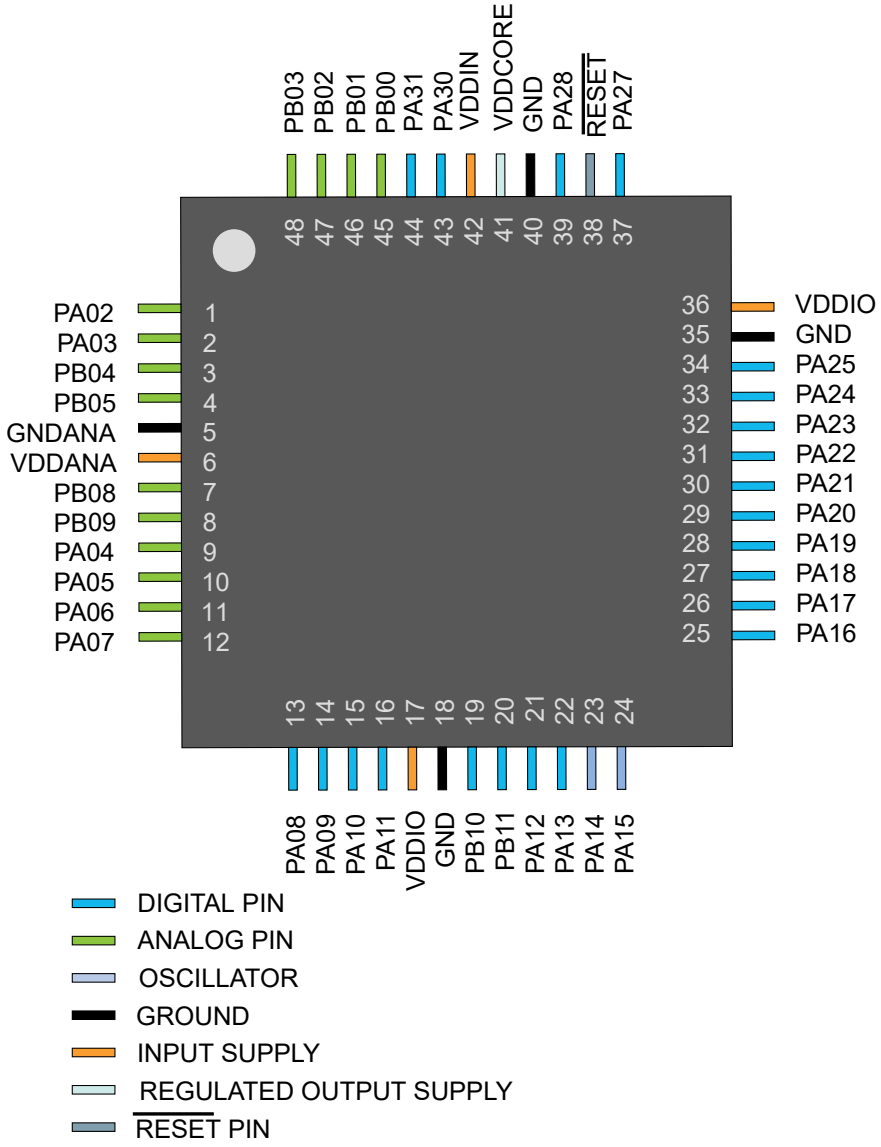 PB03
PB02
PB01
PB00
PA31
PA30
VDDIN
VDDCORE
GND
PA28
RESET
PA27
48
47
46
45
44
43
42
41
40
39
38
37
PA02 1
PA03 2
PB04 3
PB05 4
GNDANA 5
VDDANA 6
PB08 7
PB09 8
PA04 9
PA05 10
PA06 11
PA07 12
36 VDDIO
35 GND
34 PA25
33 PA24
32 PA23
31 PA22
30 PA21
29 PA20
28 PA19
27 PA18
26 PA17
25 PA16
13
14
15
16
17
18
19
20
21
22
23
24
PA08
PA09
PA10
PA11
VDDIO
GND
PB10
PB11
PA12
PA13
PA14
PA15
DIGITAL PIN
ANALOG PIN
OSCILLATOR
GROUND
INPUT SUPPLY
REGULATED OUTPUT SUPPLY
RESET PIN